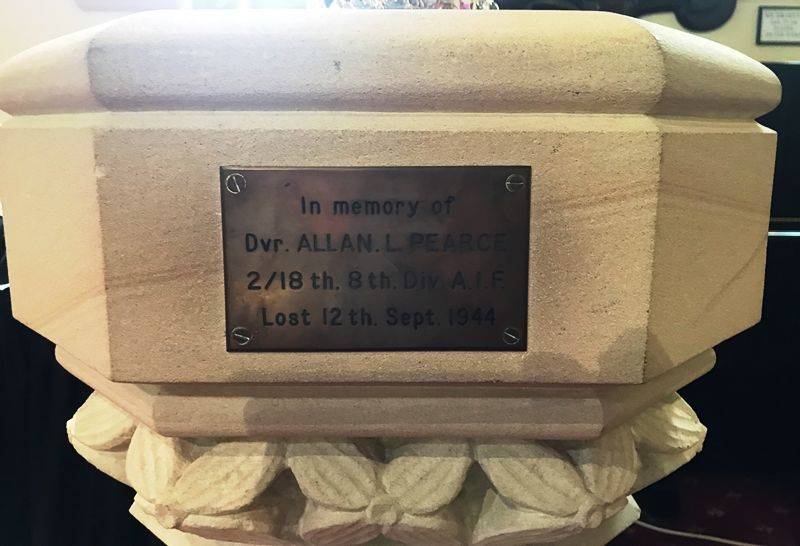 In memory of
Dvr. ALLAN. L. PEARCE
2/18 th. 8 th. Div. A.I.F.
Lost 12 th. Sept. 1944